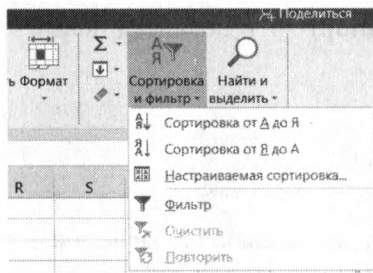 Поделиться
ь Формат
Сортировка
и фильтр
Найти и
выделить
Сортировка от А до Я
Сортировка от Я до А
Настраиваемая сортировка...
Фильтр
Очистить
Повторить
R S